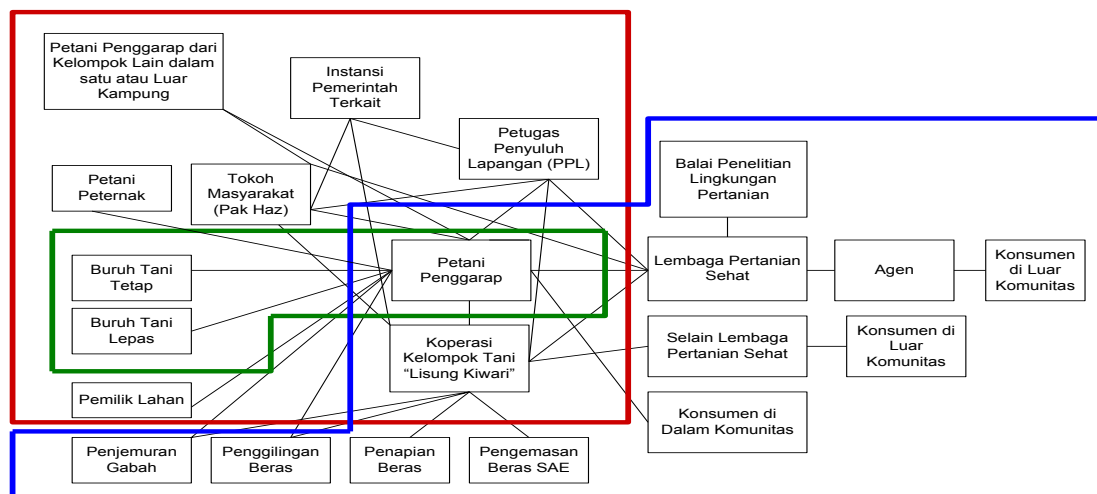 Petani Penggarap dari
Kelompok Lain dalam
satu atau Luar
Kampung
Instansi
Pemerintah
Terkait
Petugas
Penyuluh
Lapangan (PPL)
Balai Penelitian
Lingkungan
Pertanian
Petani
Peternak
Tokoh
Masyarakat
(Pak Haz)
Buruh Tani
Tetap
Petani
Penggarap
Lembaga Pertanian
Sehat
Agen
Konsumen
di Luar
Komunitas
Buruh Tani
Lepas
Koperasi
Kelompok Tani
“Lisung Kiwari”
Selain Lembaga
Pertanian Sehat
Konsumen di
Luar
Komunitas
Pemilik Lahan
Konsumen di
Dalam Komunitas
Penjemuran
Gabah
Penggilingan
Beras
Penapian
Beras
Pengemasan
Beras SAE